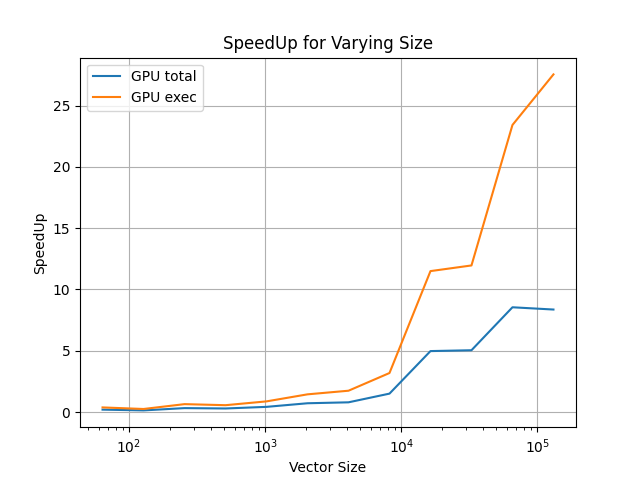 SpeedUp for Varying Size
GPU total
GPU exec
25
20
15
10
5
0
SpeedUp
10²
10³
10⁴
10⁵
Vector Size